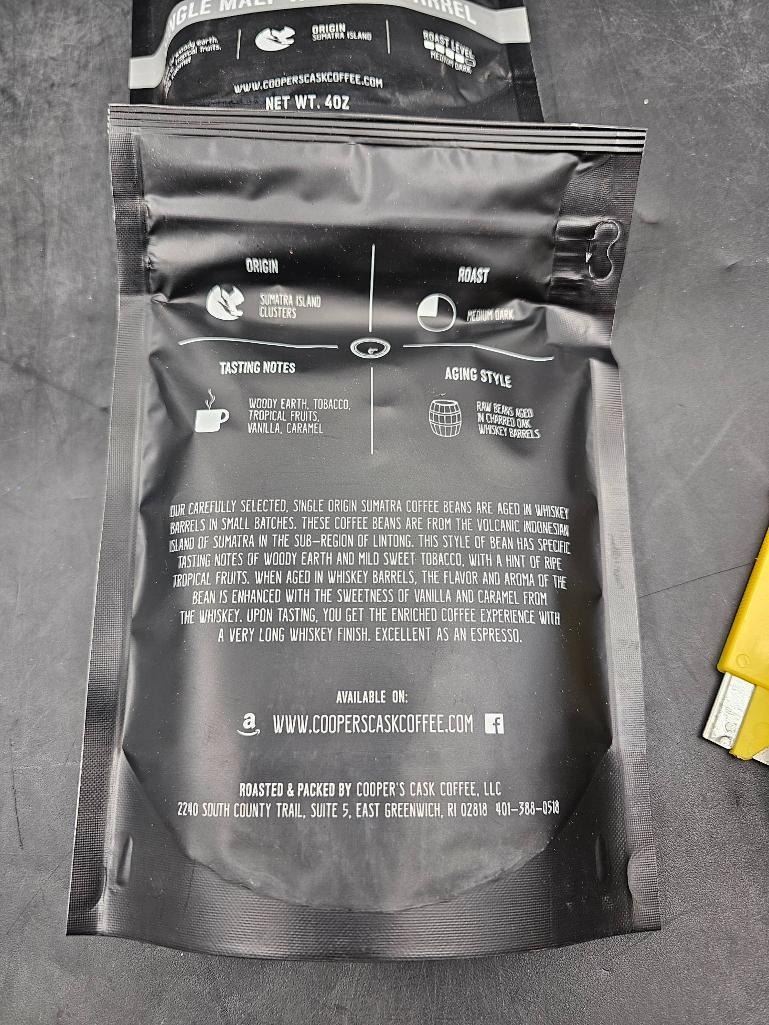 NGLE MALT
RREL
woody earth,
tropical fruits,
ORIGIN
SUMATRA ISLAND
ROAST LEVEL
MEDIUM DARK
WWW.COOPERSCASKCOFFEE.COM
NET WT. 4OZ
ORIGIN
SUMATRA ISLAND
CLUSTERS
ROAST
MEDIUM DARK
TASTING NOTES
WOODY EARTH, TOBACCO,
TROPICAL FRUITS,
VANILLA, CARAMEL
AGING STYLE
RAW BEANS AGED
IN CHARRED OAK
WHISKEY BARRELS
OUR CAREFULLY SELECTED, SINGLE ORIGIN SUMATRA COFFEE BEANS ARE AGED IN WHISKEY
BARRELS IN SMALL BATCHES. THESE COFFEE BEANS ARE FROM THE VOLCANIC INDONESIAN
ISLAND OF SUMATRA IN THE SUB-REGION OF LINTONG. THIS STYLE OF BEAN HAS SPECIFIC
TASTING NOTES OF WOODY EARTH AND MILD SWEET TOBACCO, WITH A HINT OF RIPE
TROPICAL FRUITS. WHEN AGED IN WHISKEY BARRELS, THE FLAVOR AND AROMA OF THE
BEAN IS ENHANCED WITH THE SWEETNESS OF VANILLA AND CARAMEL FROM
THE WHISKEY. UPON TASTING, YOU GET THE ENRICHED COFFEE EXPERIENCE WITH
A VERY LONG WHISKEY FINISH. EXCELLENT AS AN ESPRESSO.
AVAILABLE ON:
a WWW.COOPERSCASKCOFFEE.COM f
ROASTED & PACKED BY COOPER'S CASK COFFEE, LLC
2240 SOUTH COUNTY TRAIL, SUITE 5, EAST GREENWICH, RI 02818 401-388-0518